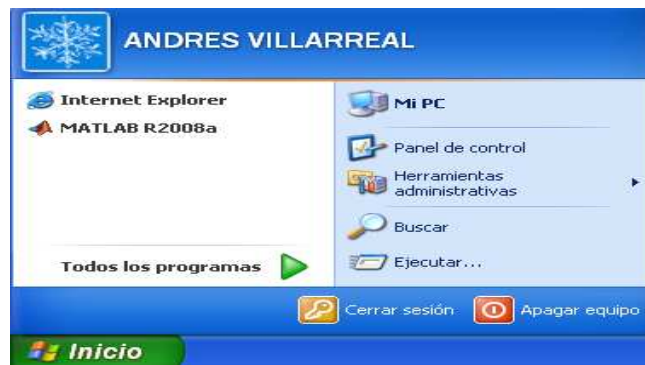 ANDRES VILLARREAL
Internet Explorer
MATLAB R2008a
Todos los programas
Mi PC
Panel de control
Herramientas
administrativas
Buscar
Ejecutar...
Cerrar sesión
Apagar equipo
Inicio